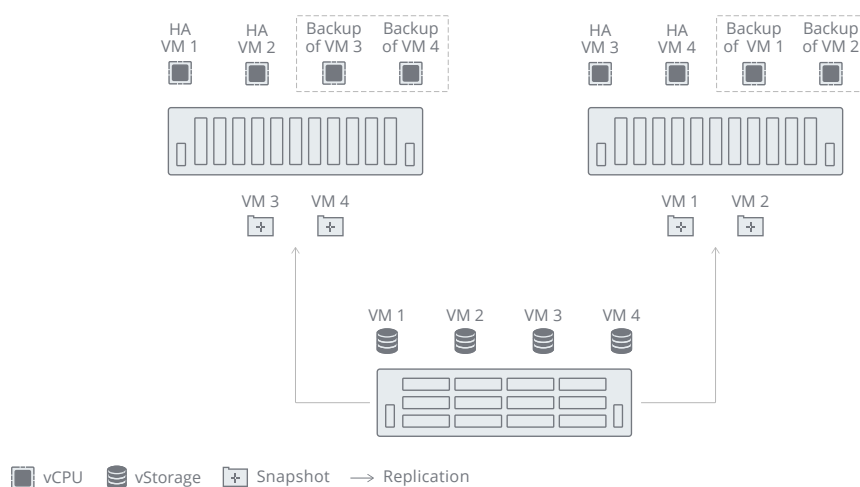 HA
VM 1
HA
VM 2
Backup
of VM 3
Backup
of VM 4
HA
VM 3
HA
VM 4
Backup
of VM 1
Backup
of VM 2
VM 3
VM 4
VM 1
VM 2
VM 1
VM 2
VM 3
VM 4
vCPU
vStorage
Snapshot
Replication